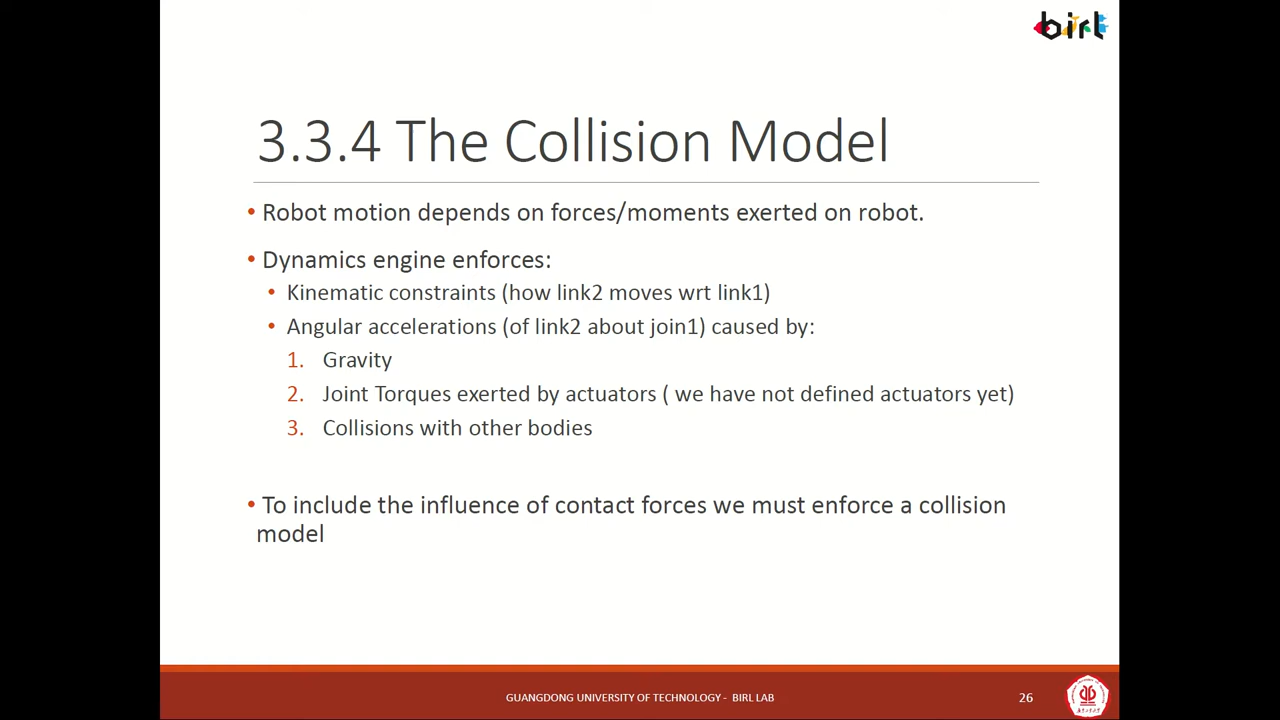 birl
3.3.4 The Collision Model
• Robot motion depends on forces/moments exerted on robot.
• Dynamics engine enforces:
• Kinematic constraints (how link2 moves wrt link1)
• Angular accelerations (of link2 about join1) caused by:
1. Gravity
2. Joint Torques exerted by actuators ( we have not defined actuators yet)
3. Collisions with other bodies
• To include the influence of contact forces we must enforce a collision
model
GUANGDONG UNIVERSITY OF TECHNOLOGY - BIRL LAB
26